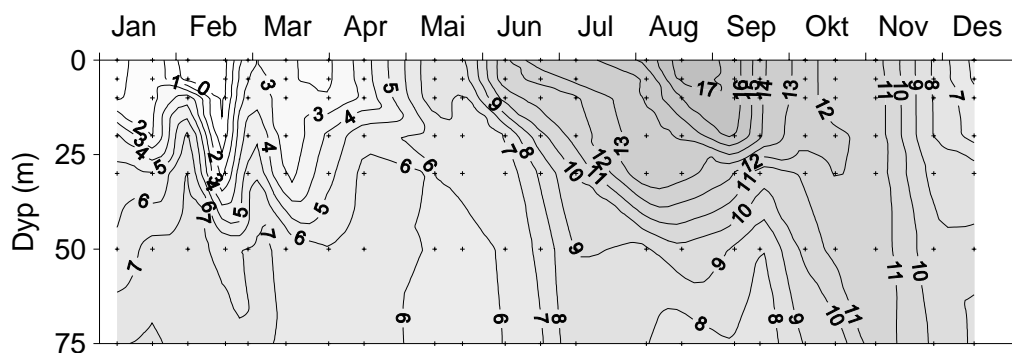 Jan Feb Mar Apr Mai Jun Jul Aug Sep Okt Nov Des
0
1 0 3 5 9 17 16 15 14 13 12 11 10 9 8 7
2 3 4 3 4 7 8 13
25
4 5 2 4 6 6 10 12 11 12 11
6 4 3 6 5 5 10
Dyp (m)
7 7 6
50
7 9 9 11 10
8 8 9 10 11
6 6 7 8
75